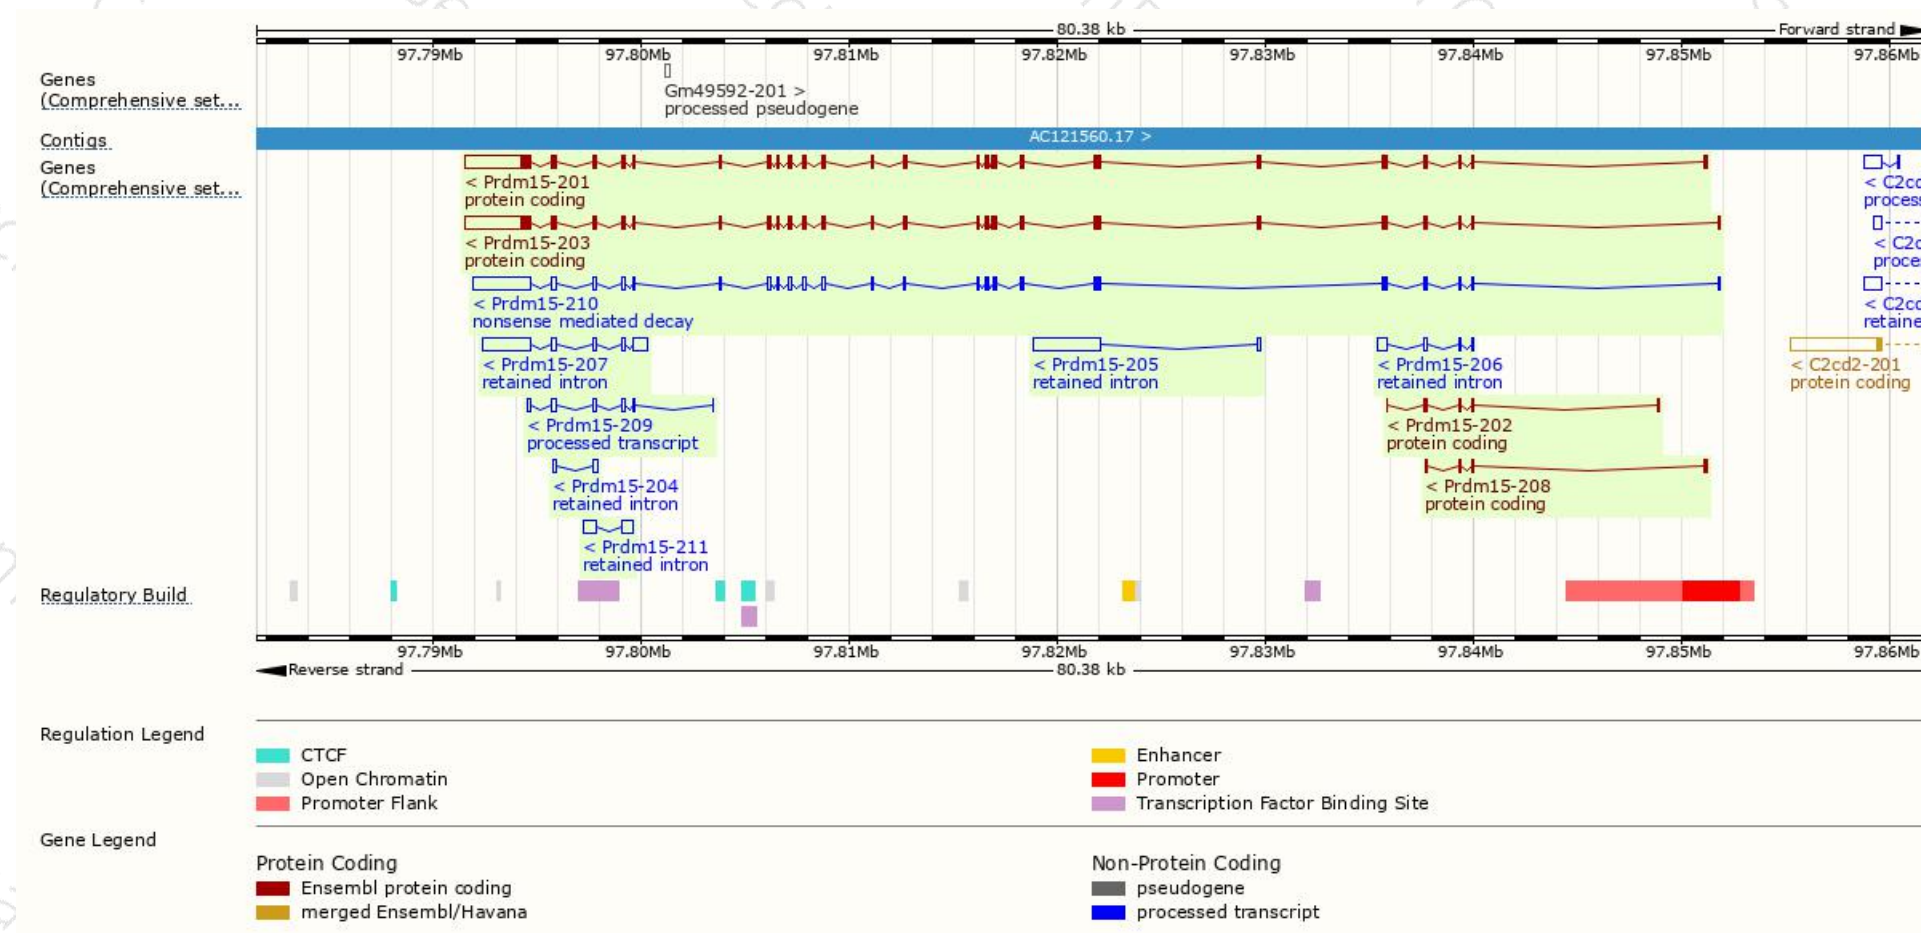 80.38 kb
Forward strand
97.79Mb 97.80Mb 97.81Mb 97.82Mb 97.83Mb 97.84Mb 97.85Mb 97.86Mb
Genes
(Comprehensive set...
Gm49592-201 >
processed pseudogene
Contigs
AC121560.17 >
Genes
(Comprehensive set...
< Prdm15-201
protein coding
< C2cc
proces
< Prdm15-203
protein coding
< C2c
proce
< Prdm15-210
nonsense mediated decay
< C2cc
retaine
< Prdm15-207
retained intron
< Prdm15-205
retained intron
< Prdm15-206
retained intron
< C2cd2-201
protein coding
< Prdm15-209
processed transcript
< Prdm15-202
protein coding
< Prdm15-204
retained intron
< Prdm15-208
protein coding
< Prdm15-211
retained intron
Regulatory Build
97.79Mb 97.80Mb 97.81Mb 97.82Mb 97.83Mb 97.84Mb 97.85Mb 97.86Mb
Reverse strand
80.38 kb
Regulation Legend
CTCF
Open Chromatin
Promoter Flank
Enhancer
Promoter
Transcription Factor Binding Site
Gene Legend
Protein Coding
Ensembl protein coding
merged Ensembl/Havana
Non-Protein Coding
pseudogene
processed transcript